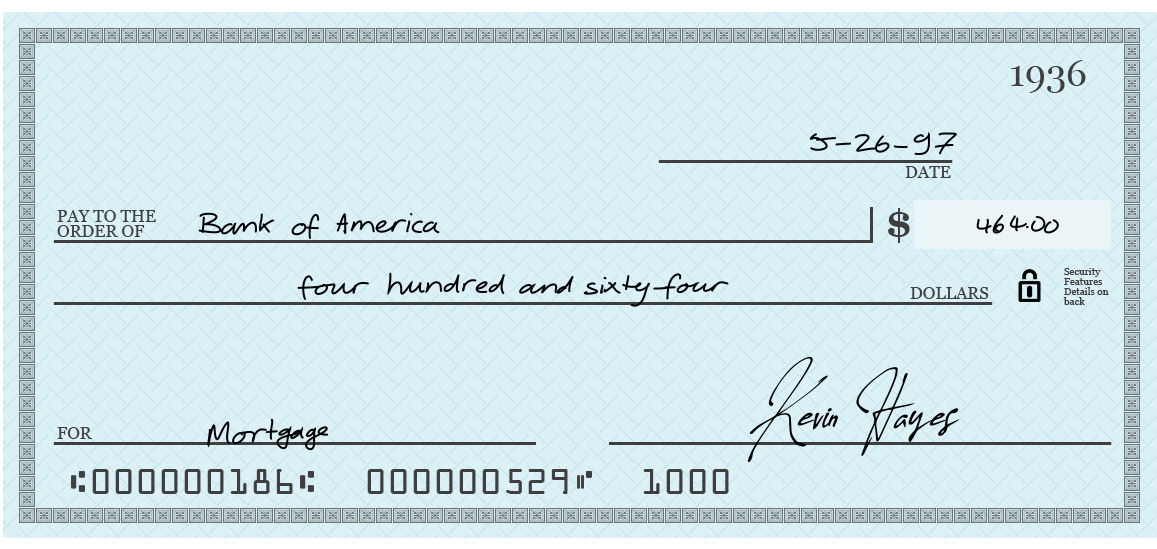 1936
5-26-97
DATE
PAY TO THE
ORDER OF Bank of America $ 464.00
four hundred and sixty-four DOLLARS
Security
Features
Details on
back
FOR Mortgage Kevin Hayes
⑆000000186⑆ 000000529⑈ 1000